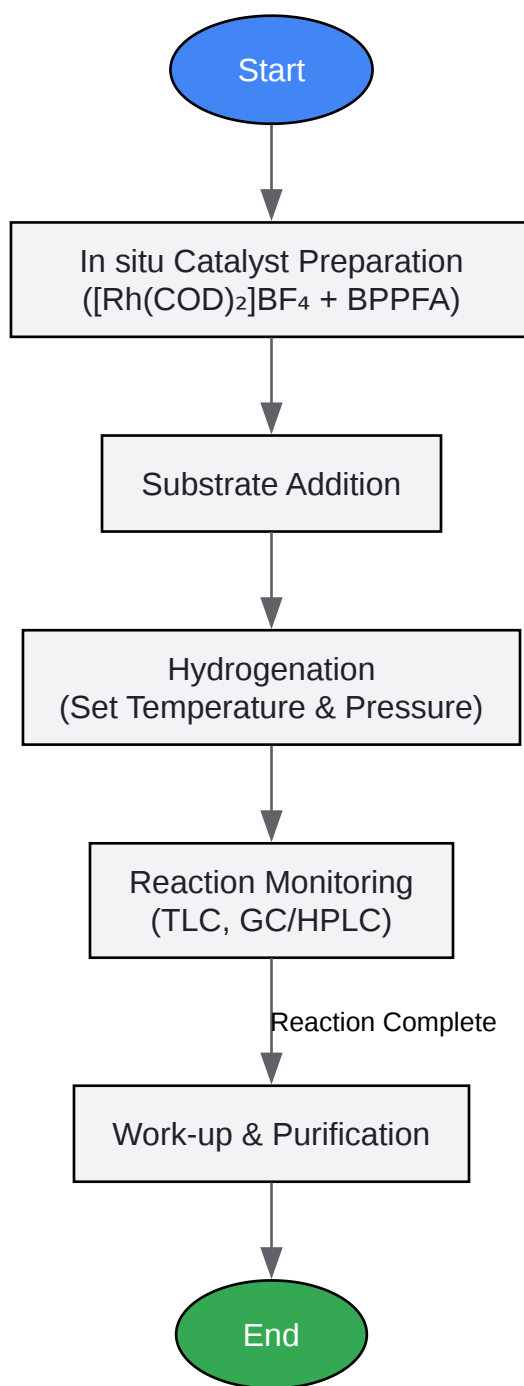 Start
In situ Catalyst Preparation
([Rh(COD)₂]BF₄ + BPPFA)
Substrate Addition
Hydrogenation
(Set Temperature & Pressure)
Reaction Monitoring
(TLC, GC/HPLC)
Reaction Complete
Work-up & Purification
End